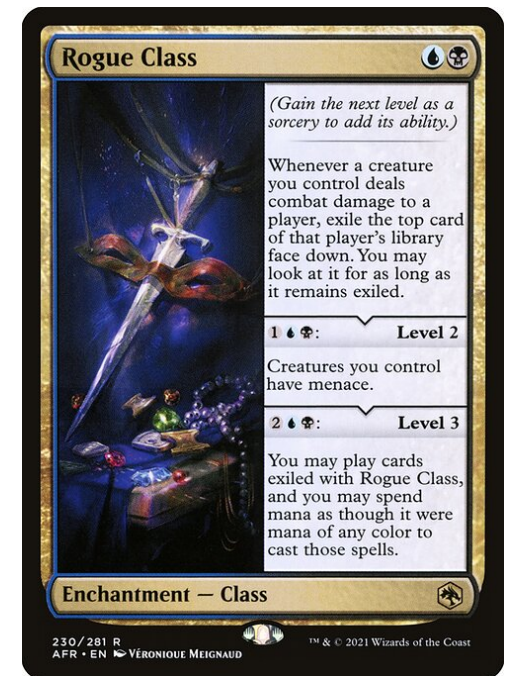 Rogue Class
(Gain the next level as a
sorcery to add its ability.)
Whenever a creature
you control deals
combat damage to a
player, exile the top card
of that player's library
face down. You may
look at it for as long as
it remains exiled.
1 : Level 2
Creatures you control
have menace.
2 : Level 3
You may play cards
exiled with Rogue Class,
and you may spend
mana as though it were
mana of any color to
cast those spells.
Enchantment — Class
230/281 R
AFR • EN Véronique Meignaud
™ & © 2021 Wizards of the Coast